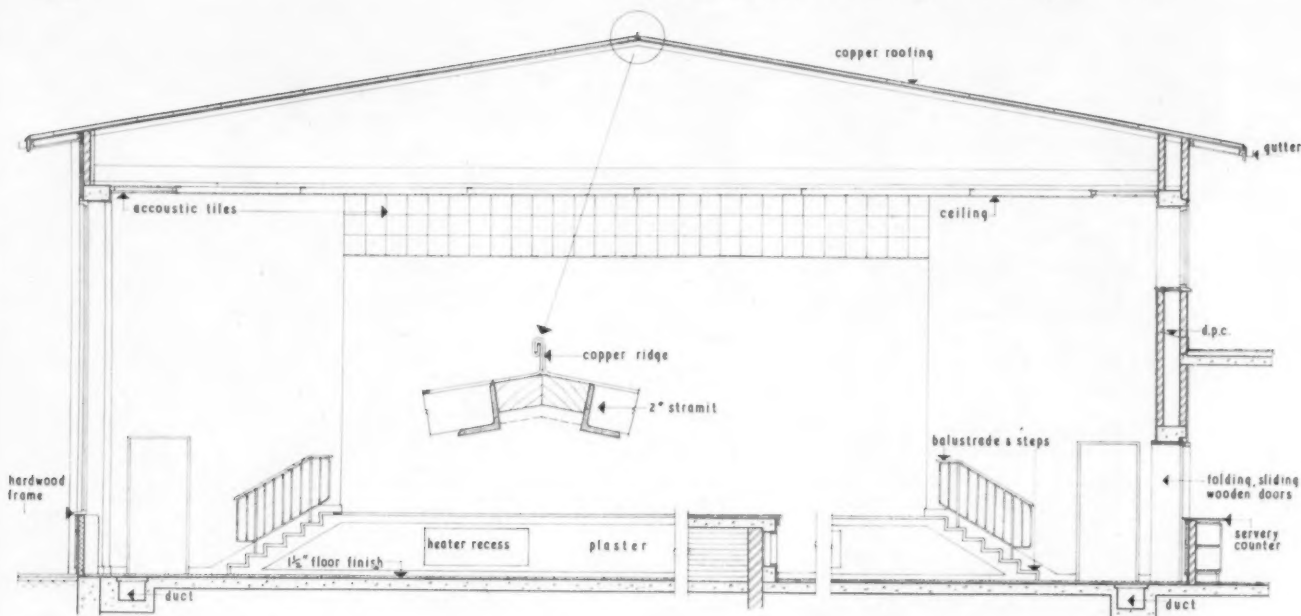 copper roofing
gutter
accoustic tiles
ceiling
d.p.c.
copper ridge
2" stramit
balustrade & steps
hardwood
frame
folding, sliding
wooden doors
heater recess
plaster
servery
counter
1½" floor finish
duct
duct